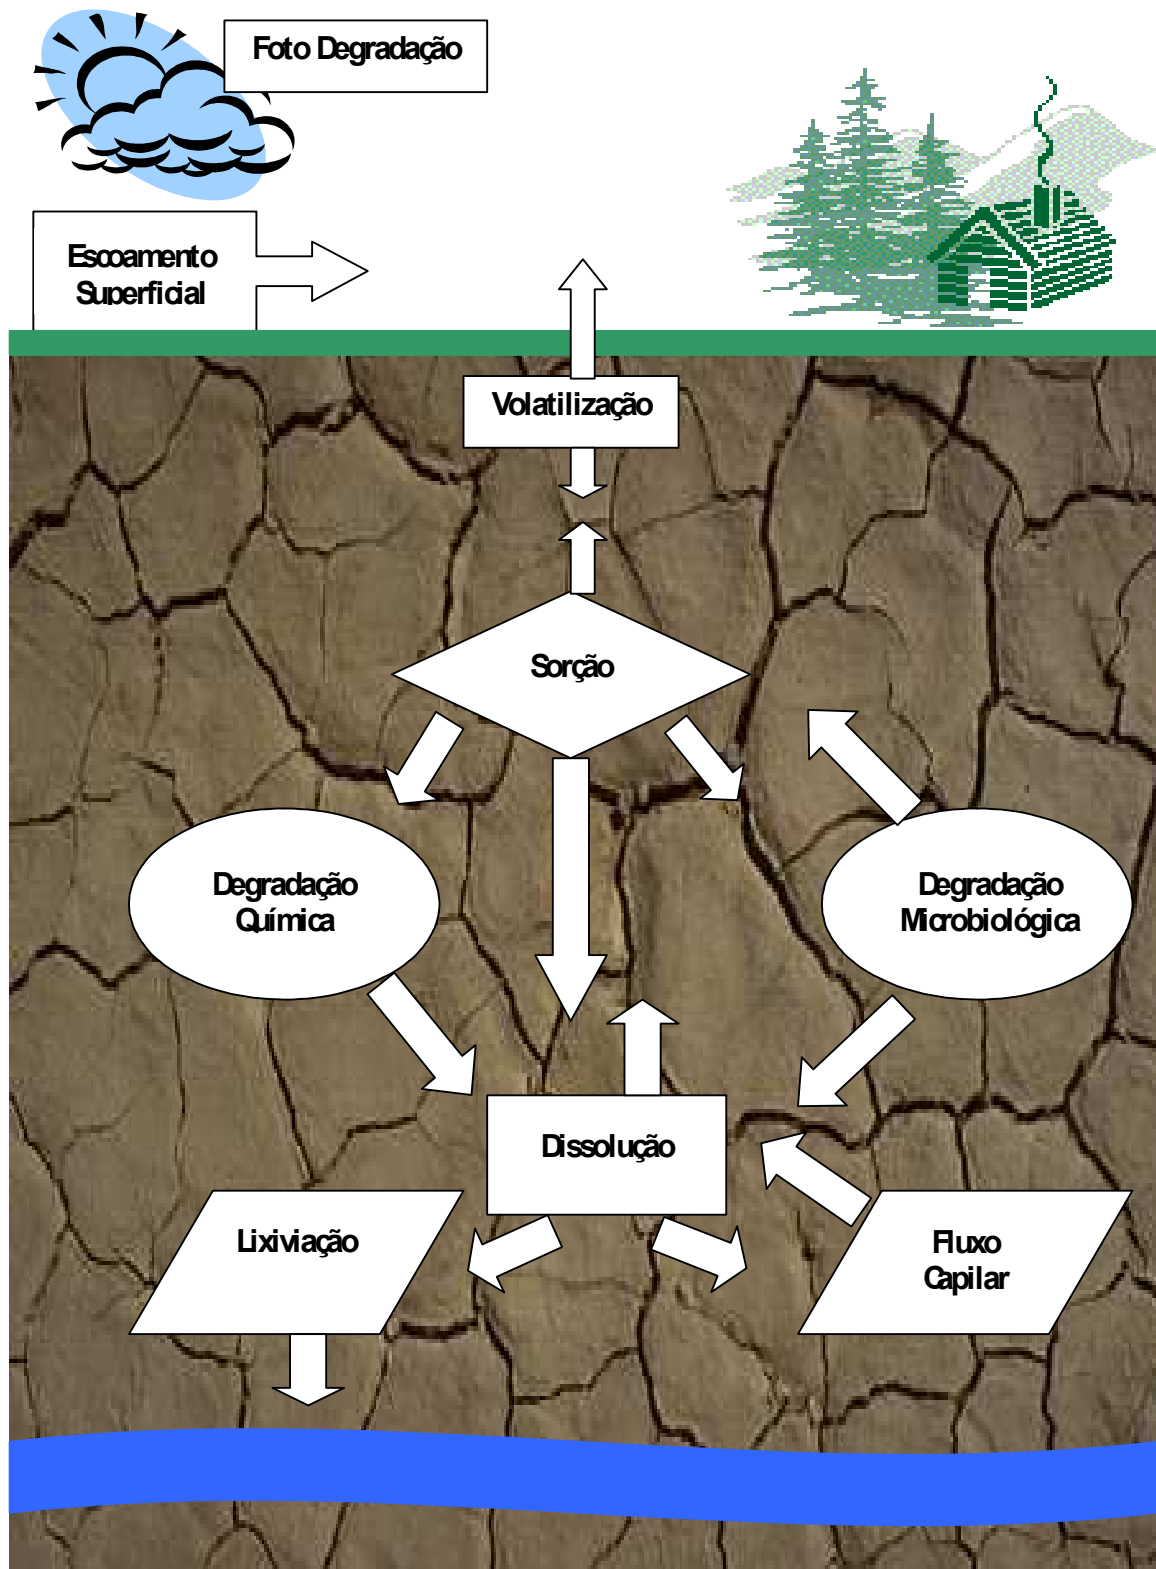 Foto Degradação
Escoamento
Superficial
Volatilização
Sorção
Degradação
Química
Degradação
Microbiológica
Dissolução
Lixiviação
Fluxo
Capilar